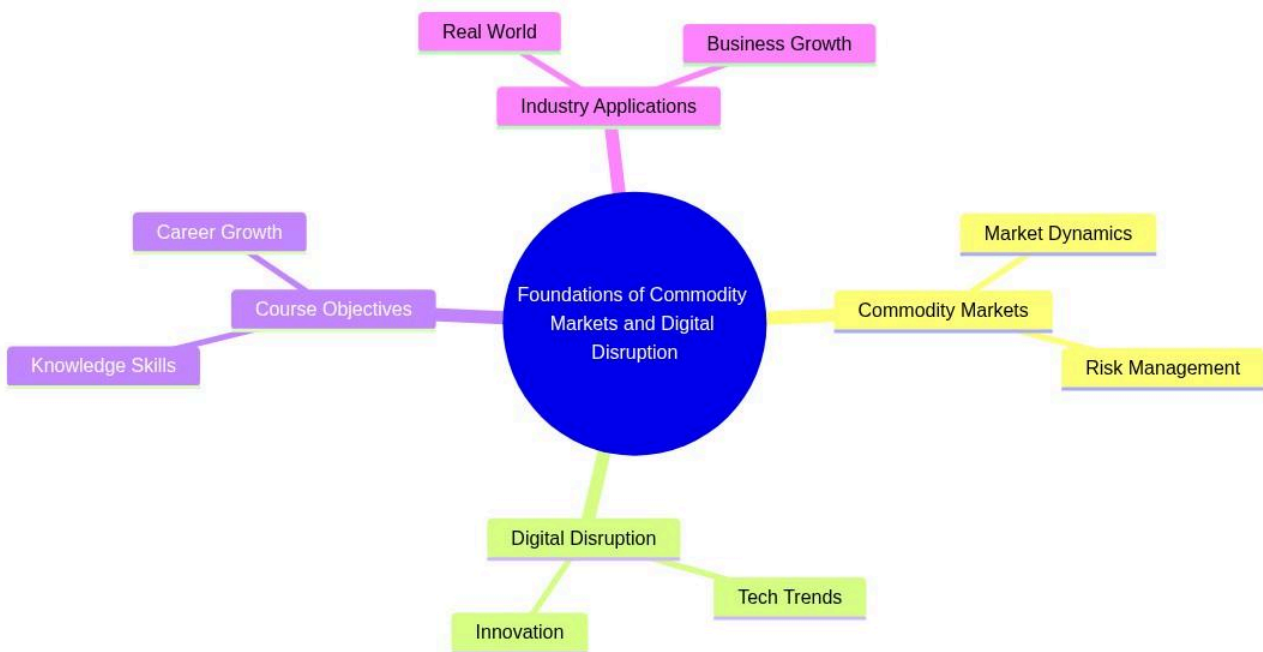 Real World
Business Growth
Industry Applications
Career Growth
Market Dynamics
Course Objectives
Foundations of Commodity
Markets and Digital
Disruption
Commodity Markets
Knowledge Skills
Risk Management
Digital Disruption
Tech Trends
Innovation